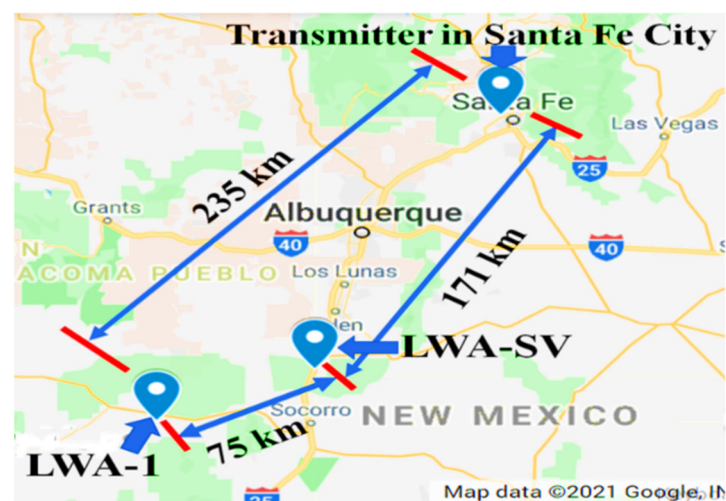 Transmitter in Santa Fe City
Santa Fe
Las Vegas
25
235 km
Grants
Albuquerque
40
40
171 km
N
ACOMA PUEBLO
Los Lunas
len
LWA-SV
Socorro
NEW MEXICO
75 km
LWA-1
25
Map data ©2021 Google, IN